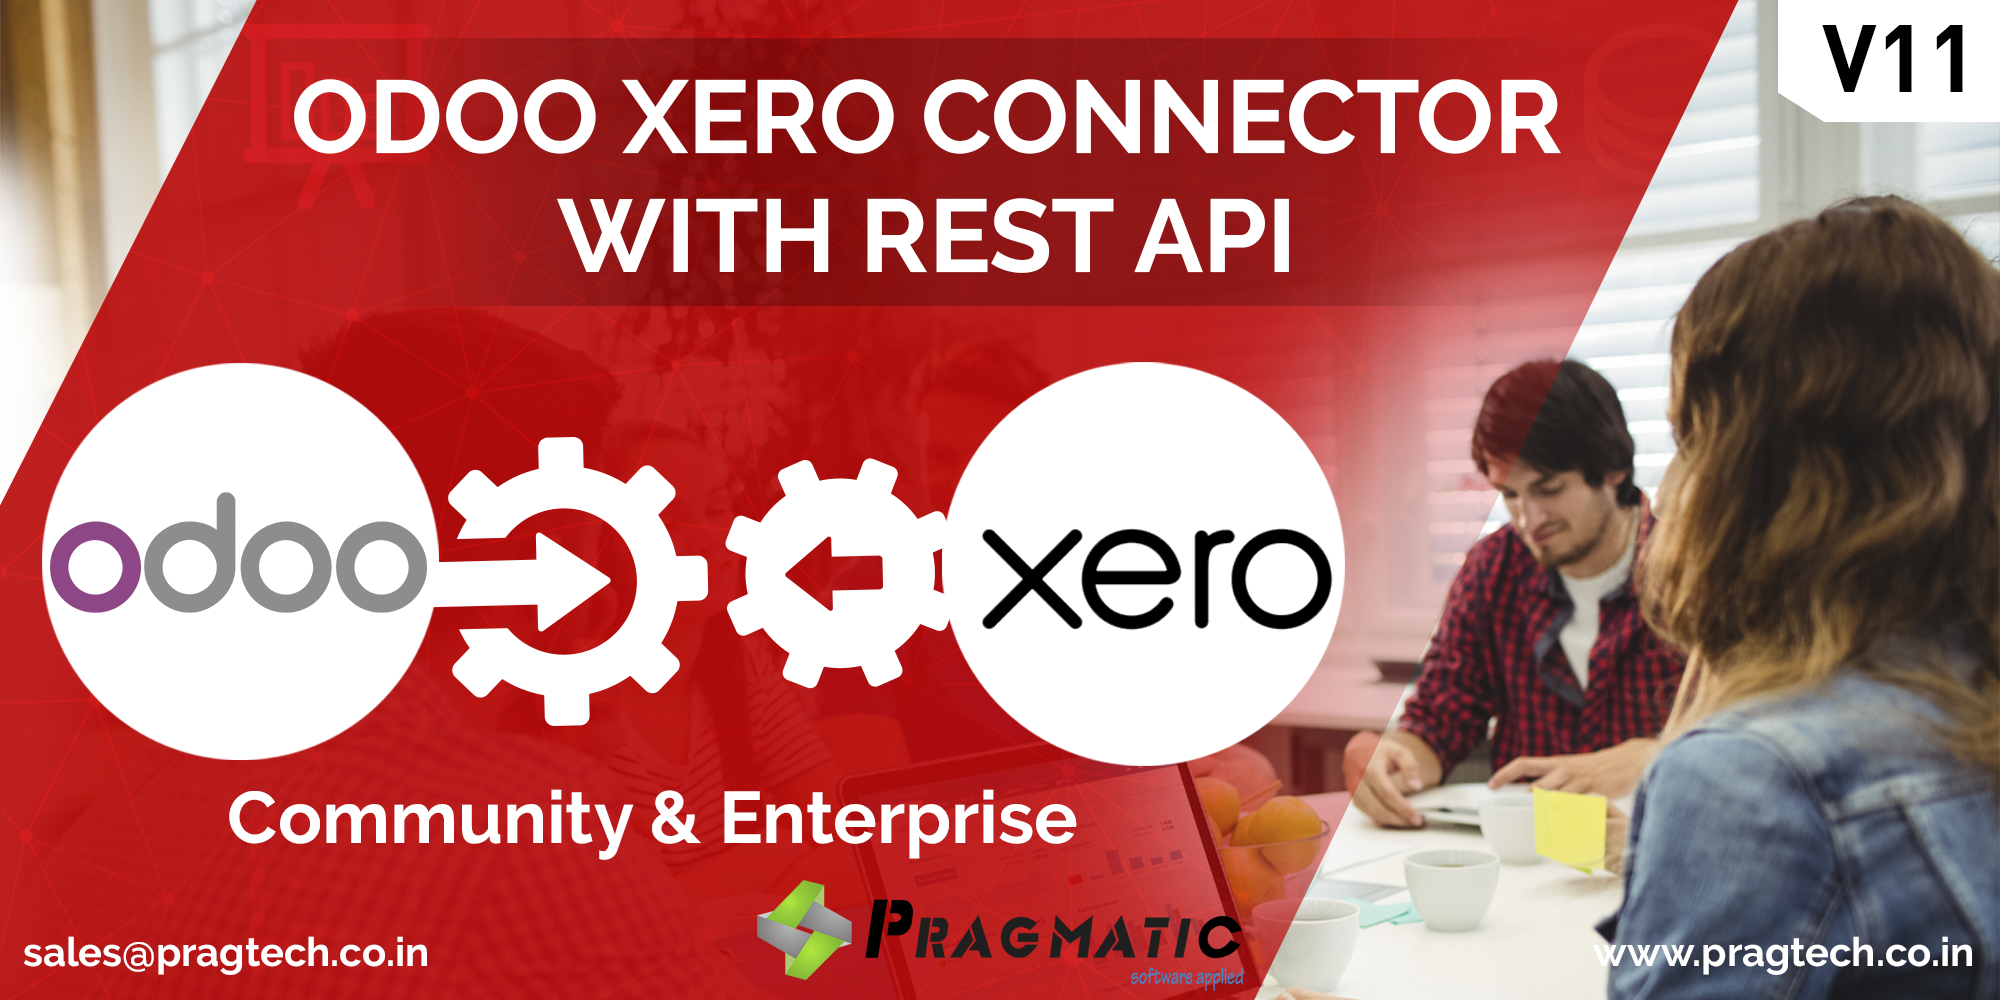 V11
ODOO XERO CONNECTOR
WITH REST API
odoo
xero
Community & Enterprise
PRAGMATIC
software applied
sales@pragtech.co.in
www.pragtech.co.in